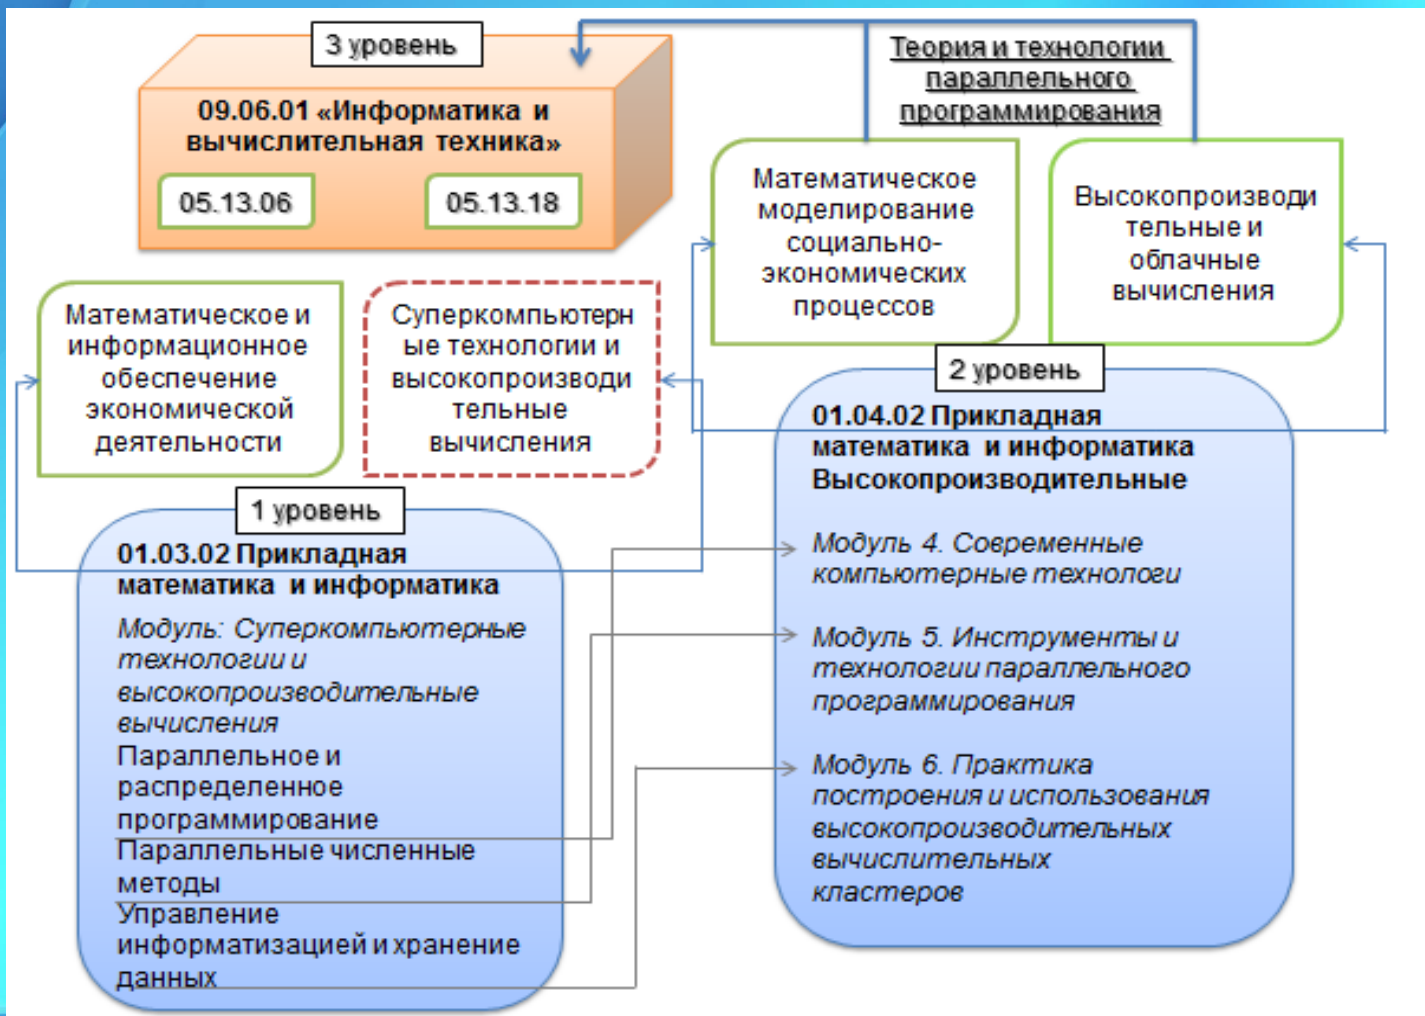 3 уровень
09.06.01 «Информатика и
вычислительная техника»
05.13.06
05.13.18
Теория и технологии
параллельного
программирования
Математическое
моделирование
социально-
экономических
процессов
Высокопроизводи
тельные и
облачные
вычисления
Математическое и
информационное
обеспечение
экономической
деятельности
Суперкомпьютерн
ые технологии и
высокопроизводи
тельные
вычисления
1 уровень
01.03.02 Прикладная
математика и информатика
Модуль: Суперкомпьютерные
технологии и
высокопроизводительные
вычисления
Параллельное и
распределенное
программирование
Параллельные численные
методы
Управление
информатизацией и хранение
данных
2 уровень
01.04.02 Прикладная
математика и информатика
Высокопроизводительные
Модуль 4. Современные
компьютерные технологи
Модуль 5. Инструменты и
технологии параллельного
программирования
Модуль 6. Практика
построения и использования
высокопроизводительных
вычислительных
кластеров